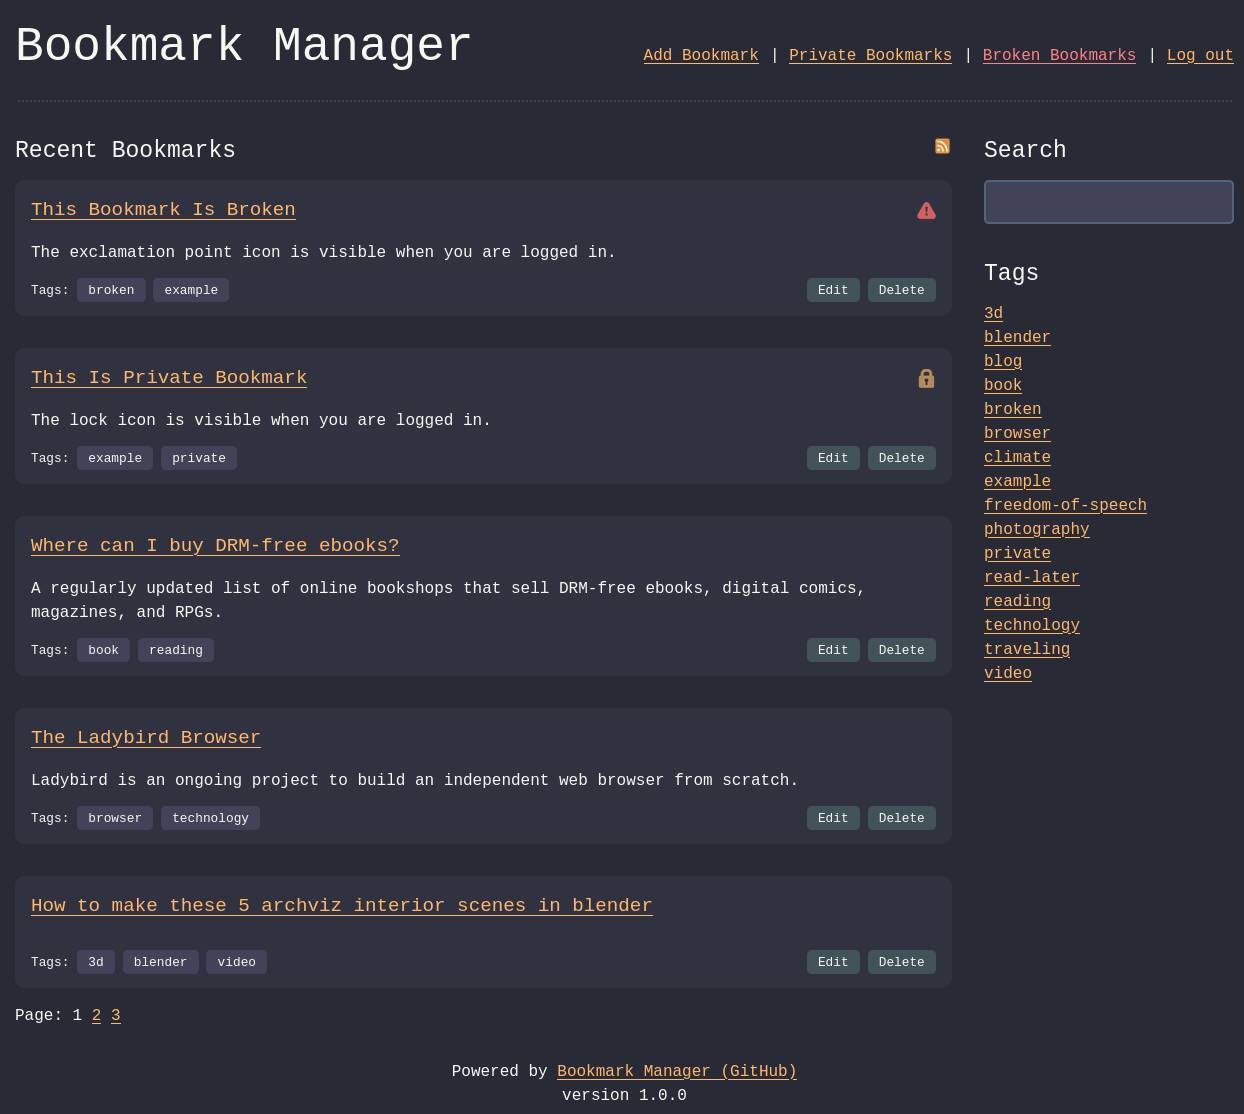 Bookmark Manager
Add Bookmark | Private Bookmarks | Broken Bookmarks | Log out
Recent Bookmarks
This Bookmark Is Broken
The exclamation point icon is visible when you are logged in.
Tags: broken example Edit Delete
This Is Private Bookmark
The lock icon is visible when you are logged in.
Tags: example private Edit Delete
Where can I buy DRM-free ebooks?
A regularly updated list of online bookshops that sell DRM-free ebooks, digital comics,
magazines, and RPGs.
Tags: book reading Edit Delete
The Ladybird Browser
Ladybird is an ongoing project to build an independent web browser from scratch.
Tags: browser technology Edit Delete
How to make these 5 archviz interior scenes in blender
Tags: 3d blender video Edit Delete
Page: 1 2 3
Search
Tags
3d
blender
blog
book
broken
browser
climate
example
freedom-of-speech
photography
private
read-later
reading
technology
traveling
video
Powered by Bookmark Manager (GitHub)
version 1.0.0